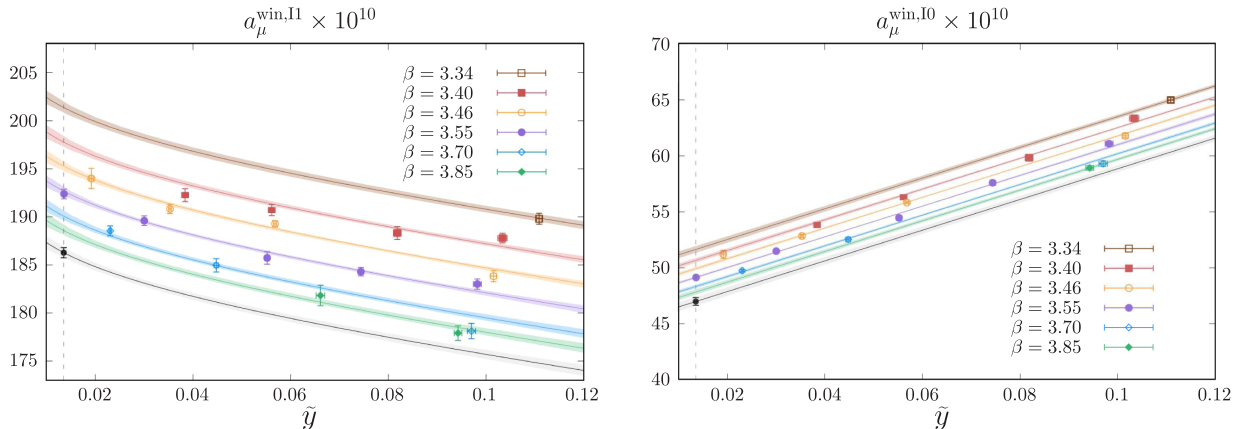 a_μ^{win,I1} × 10^{10}
205
200
195
190
185
180
175
β = 3.34
β = 3.40
β = 3.46
β = 3.55
β = 3.70
β = 3.85
0.02 0.04 0.06 0.08 0.1 0.12
ỹ
a_μ^{win,I0} × 10^{10}
70
65
60
55
50
45
40
β = 3.34
β = 3.40
β = 3.46
β = 3.55
β = 3.70
β = 3.85
0.02 0.04 0.06 0.08 0.1 0.12
ỹ